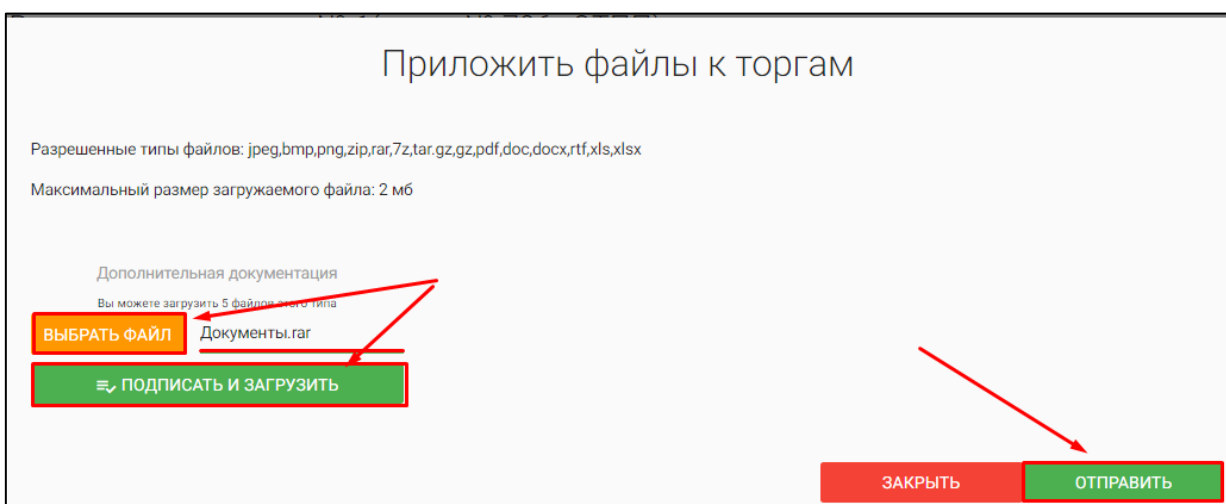 Приложить файлы к торгам
Разрешенные типы файлов: jpeg,bmp,png,zip,rar,7z,tar.gz,gz,pdf,doc,docx,rtf,xls,xlsx
Максимальный размер загружаемого файла: 2 мб
Дополнительная документация
Вы можете загрузить 5 файлов этого типа
ВЫБРАТЬ ФАЙЛ Документы.rar
ПОДПИСАТЬ И ЗАГРУЗИТЬ
ЗАКРЫТЬ ОТПРАВИТЬ